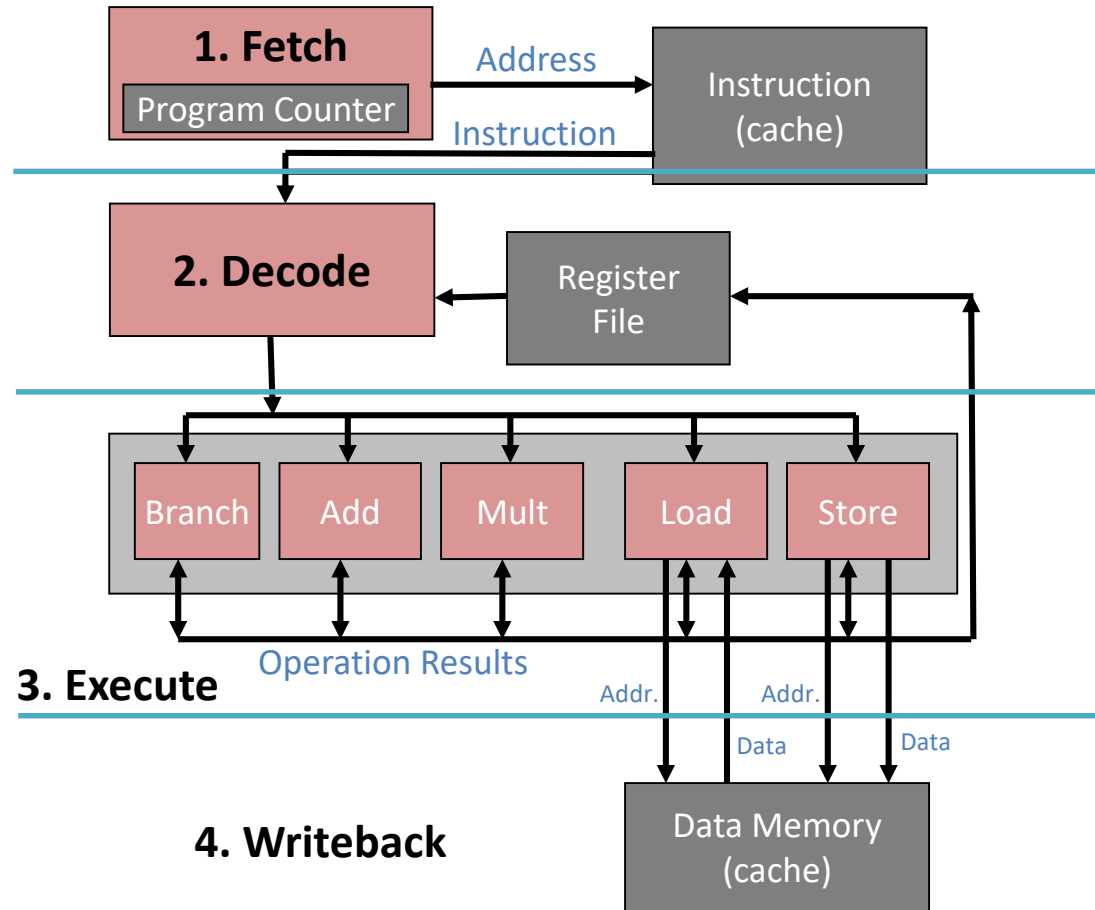 1. Fetch
Program Counter
Address
Instruction
Instruction
(cache)
2. Decode
Register
File
Branch
Add
Mult
Load
Store
Operation Results
3. Execute
Addr.
Addr.
Data
Data
4. Writeback
Data Memory
(cache)